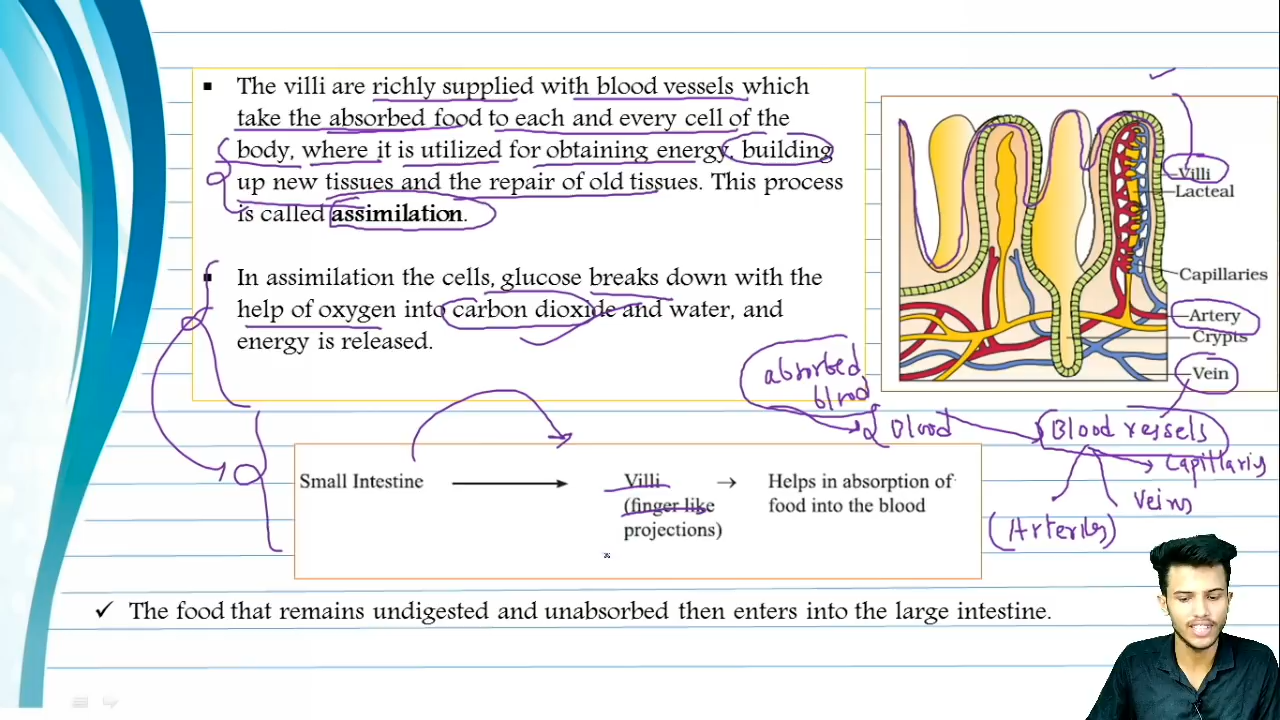 The villi are richly supplied with blood vessels which
take the absorbed food to each and every cell of the
body, where it is utilized for obtaining energy, building
up new tissues and the repair of old tissues. This process
is called assimilation.
In assimilation the cells, glucose breaks down with the
help of oxygen into carbon dioxide and water, and
energy is released.
Villi
Lacteal
Capillaries
Artery
Crypts
Vein
absorbed
blood
Blood
Blood vessels
Capillaris
Veins
(Arteries)
Small Intestine
Villi → Helps in absorption of
(finger like food into the blood
projections)
✓ The food that remains undigested and unabsorbed then enters into the large intestine.